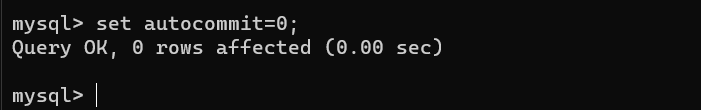 mysql> set autocommit=0;
Query OK, 0 rows affected (0.00 sec)
mysql>